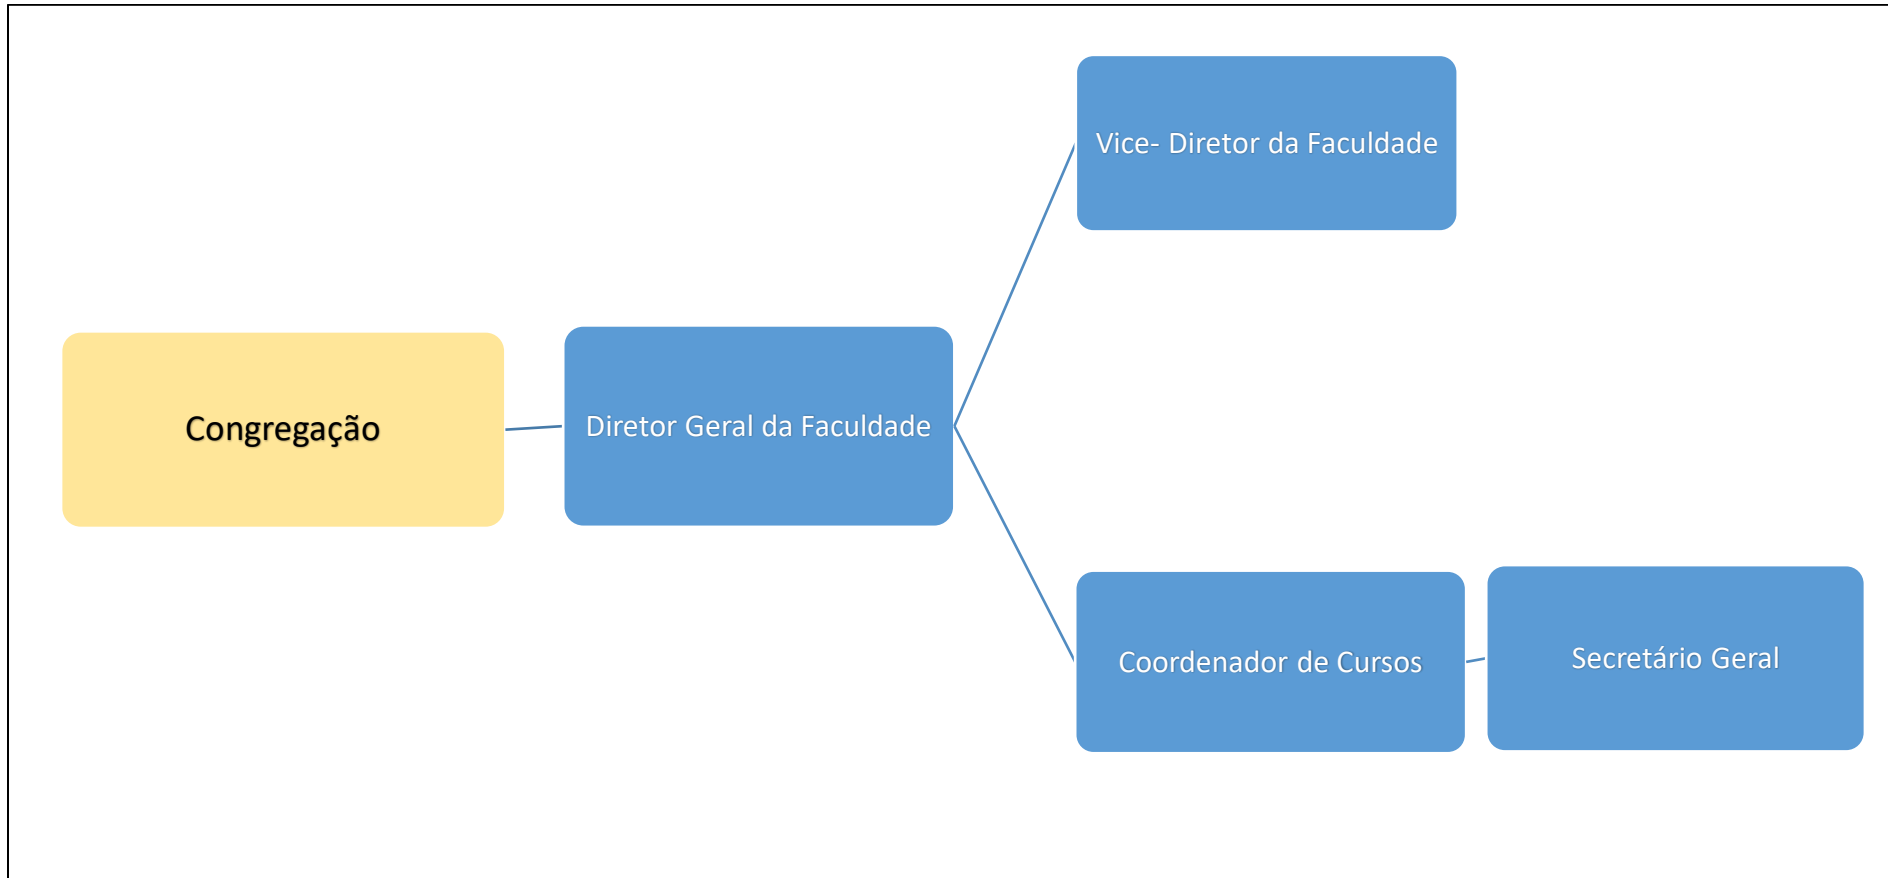 Vice- Diretor da Faculdade
Congregação
Diretor Geral da Faculdade
Coordenador de Cursos
Secretário Geral